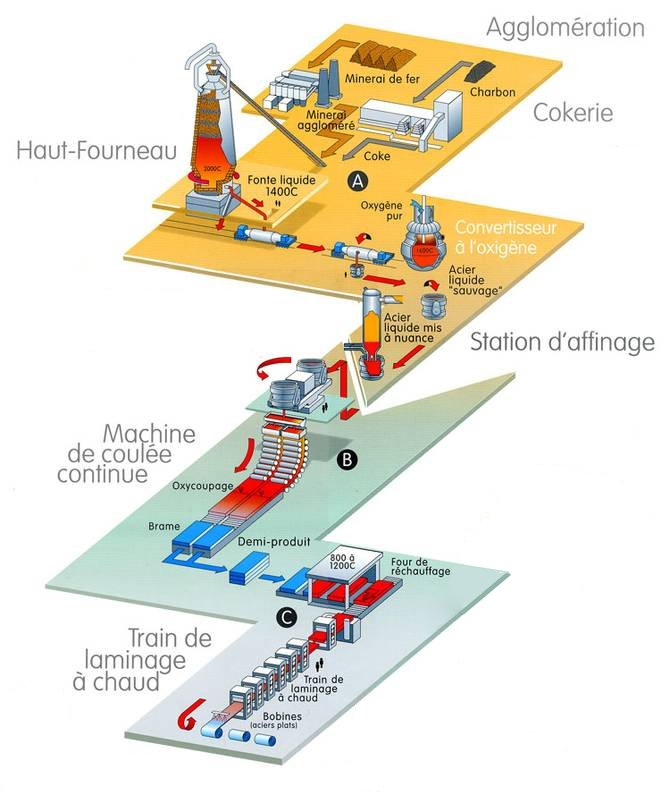 Agglomération
Minerai de fer
Charbon
Minerai
aggloméré
Cokerie
Haut-Fourneau
Coke
2000C
Fonte liquide
1400C
A
Oxygène
pur
Convertisseur
à l'oxigène
1600C
Acier
liquide
"sauvage"
Acier
liquide mis
à nuance
Station d'affinage
Machine
de coulée
continue
B
Oxycoupage
Brame
Demi-produit
800 à
1200C
Four de
réchauffage
C
Train de
laminage
à chaud
Train de
laminage
à chaud
Bobines
(aciers plats)